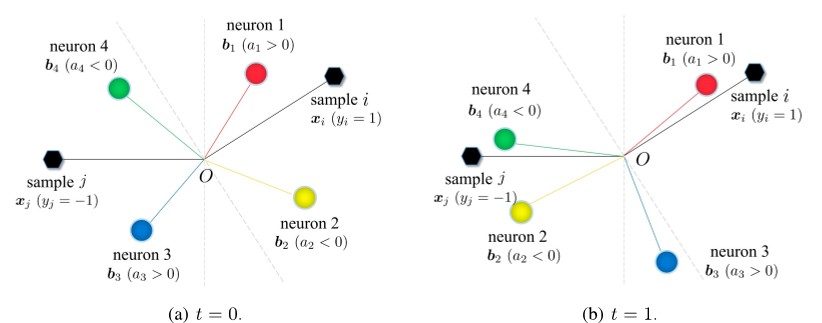 neuron 1
b₁ (a₁ > 0)
neuron 4
b₄ (a₄ < 0)
sample i
xᵢ (yᵢ = 1)
O
sample j
xⱼ (yⱼ = −1)
neuron 2
b₂ (a₂ < 0)
neuron 3
b₃ (a₃ > 0)
(a) t = 0.
neuron 1
b₁ (a₁ > 0)
neuron 4
b₄ (a₄ < 0)
sample i
xᵢ (yᵢ = 1)
O
sample j
xⱼ (yⱼ = −1)
neuron 2
b₂ (a₂ < 0)
neuron 3
b₃ (a₃ > 0)
(b) t = 1.